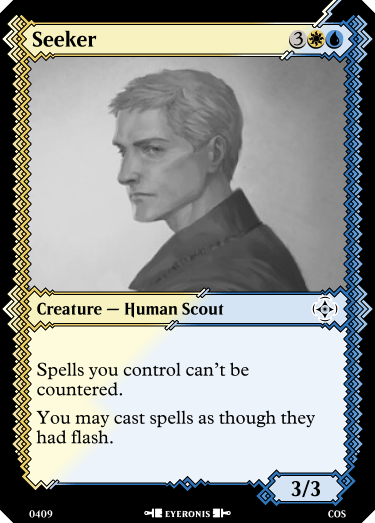 Seeker 3
Creature — Human Scout
Spells you control can't be
countered.
You may cast spells as though they
had flash.
3/3
0409 EYERONIS COS